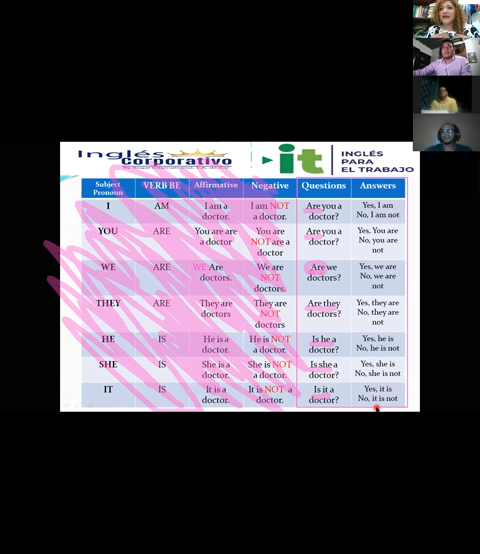 Inglés
Corporativo
it
INGLÉS
PARA
EL TRABAJO
Subject Pronoun VERB BE Affirmative Negative Questions Answers
I AM I am a doctor. I am NOT a doctor. Are you a doctor? Yes, I am No, I am not
YOU ARE You are are a doctor You are NOT are a doctor Are you a doctor? Yes, You are No, you are not
WE ARE WE Are doctors. We are NOT doctors. Are we doctors? Yes, we are No, we are not
THEY ARE They are doctors They are NOT doctors Are they doctors? Yes, they are No, they are not
HE IS He is a doctor. He is NOT a doctor. Is he a doctor? Yes, he is No, he is not
SHE IS She is a doctor. She is NOT a doctor. Is she a doctor? Yes, she is No, she is not
IT IS It is a doctor. It is NOT a doctor. Is it a doctor? Yes, it is No, it is not